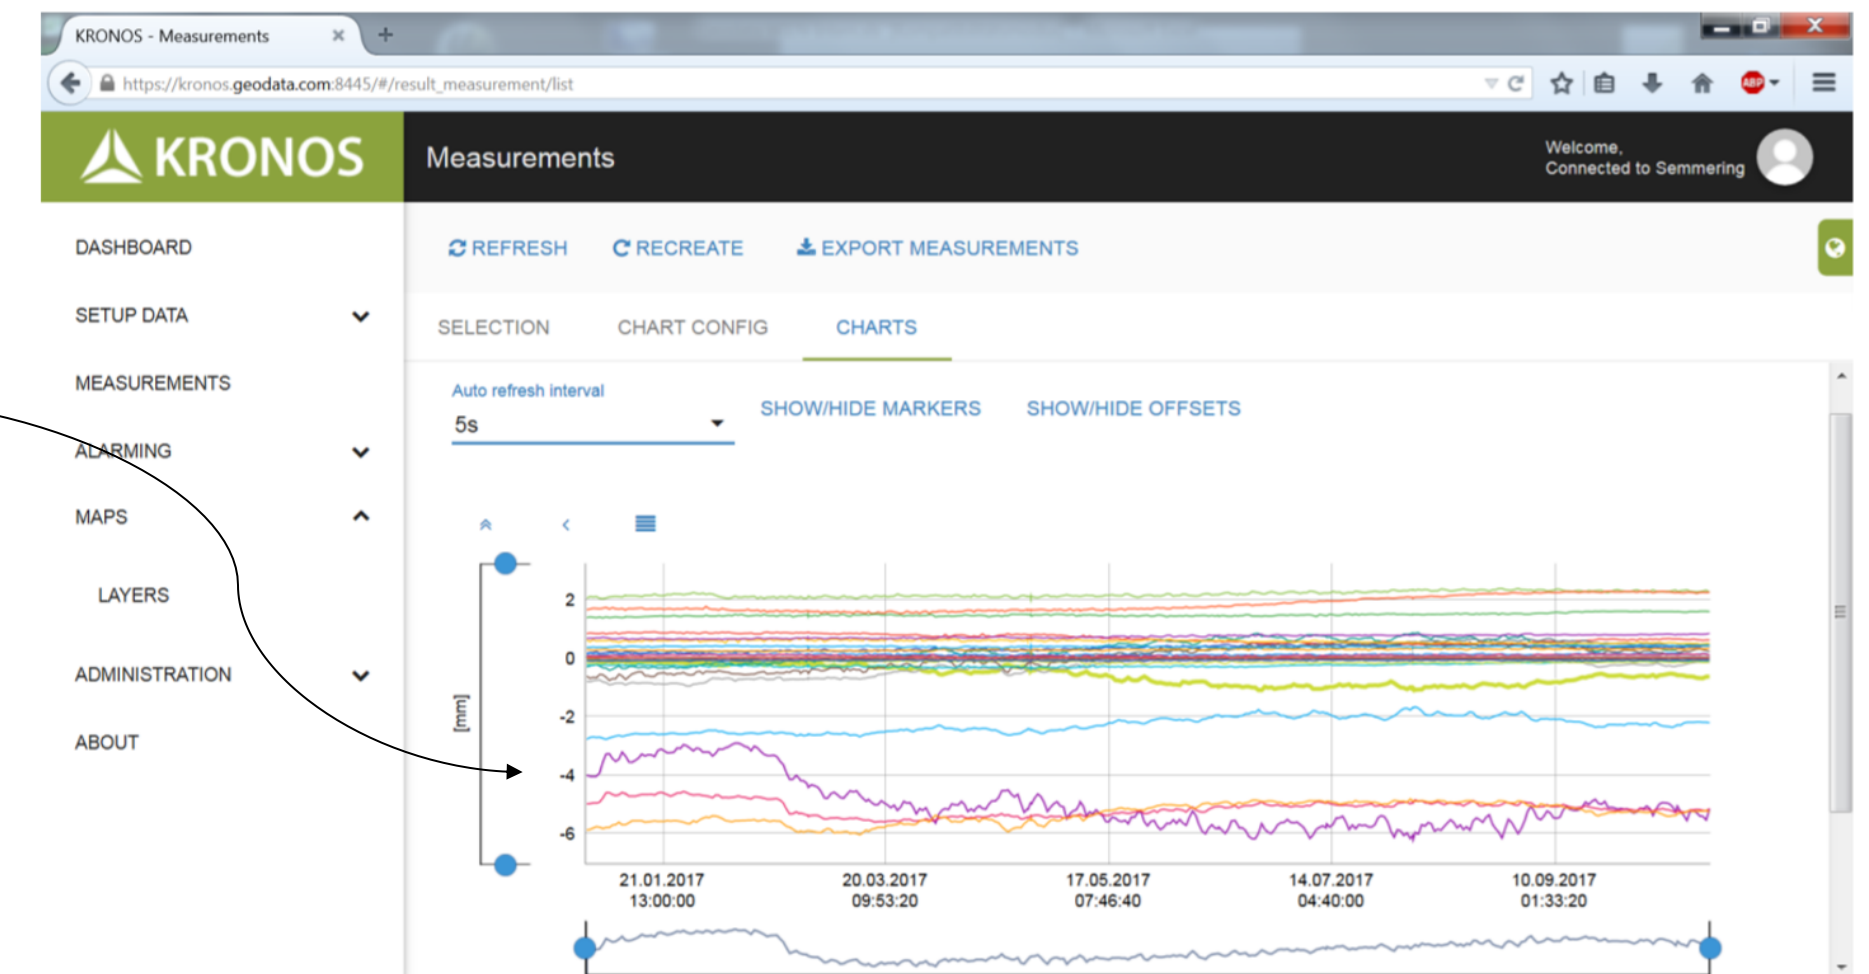 KRONOS - Measurements
https://kronos.geodata.com:8445/#/result_measurement/list
ABP
KRONOS
Measurements
Welcome,
Connected to Semmering
DASHBOARD
SETUP DATA
MEASUREMENTS
ALARMING
MAPS
LAYERS
ADMINISTRATION
ABOUT
REFRESH RECREATE EXPORT MEASUREMENTS
SELECTION CHART CONFIG CHARTS
Auto refresh interval
5s
SHOW/HIDE MARKERS SHOW/HIDE OFFSETS
[mm]
2
0
-2
-4
-6
21.01.2017 20.03.2017 17.05.2017 14.07.2017 10.09.2017
13:00:00 09:53:20 07:46:40 04:40:00 01:33:20